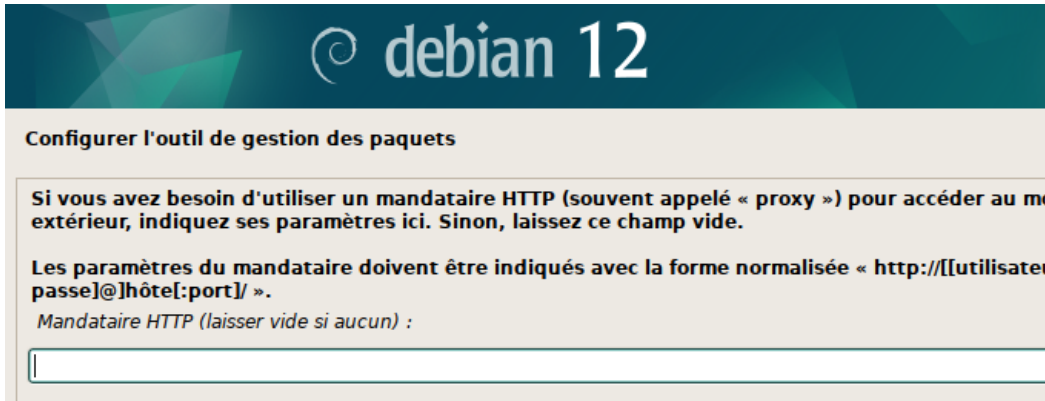 debian 12
Configurer l'outil de gestion des paquets
Si vous avez besoin d'utiliser un mandataire HTTP (souvent appelé « proxy ») pour accéder au
extérieur, indiquez ses paramètres ici. Sinon, laissez ce champ vide.
Les paramètres du mandataire doivent être indiqués avec la forme normalisée « http://[[
passe]@]hôte[:port]/ ».
Mandataire HTTP (laisser vide si aucun) :